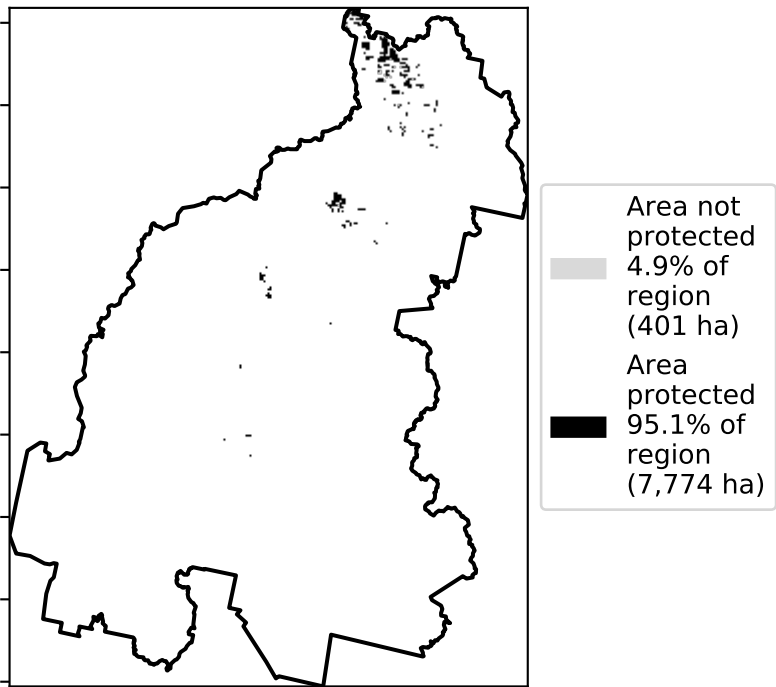 Area not
protected
4.9% of
region
(401 ha)
Area
protected
95.1% of
region
(7,774 ha)